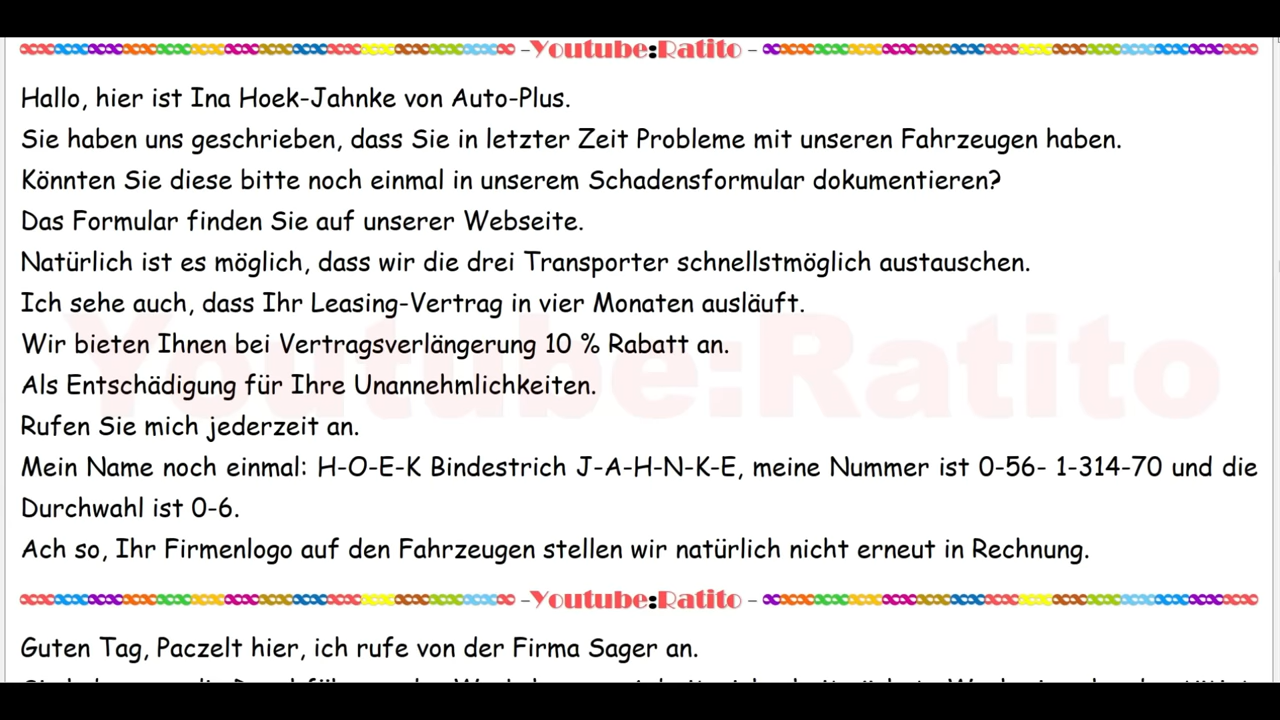 -Youtube:Ratito -
Hallo, hier ist Ina Hoek-Jahnke von Auto-Plus.
Sie haben uns geschrieben, dass Sie in letzter Zeit Probleme mit unseren Fahrzeugen haben.
Könnten Sie diese bitte noch einmal in unserem Schadensformular dokumentieren?
Das Formular finden Sie auf unserer Webseite.
Natürlich ist es möglich, dass wir die drei Transporter schnellstmöglich austauschen.
Ich sehe auch, dass Ihr Leasing-Vertrag in vier Monaten ausläuft.
Wir bieten Ihnen bei Vertragsverlängerung 10 % Rabatt an.
Als Entschädigung für Ihre Unannehmlichkeiten.
Youtube:Ratito
Rufen Sie mich jederzeit an.
Mein Name noch einmal: H-O-E-K Bindestrich J-A-H-N-K-E, meine Nummer ist 0-56- 1-314-70 und die
Durchwahl ist 0-6.
Ach so, Ihr Firmenlogo auf den Fahrzeugen stellen wir natürlich nicht erneut in Rechnung.
-Youtube:Ratito -
Guten Tag, Paczelt hier, ich rufe von der Firma Sager an.